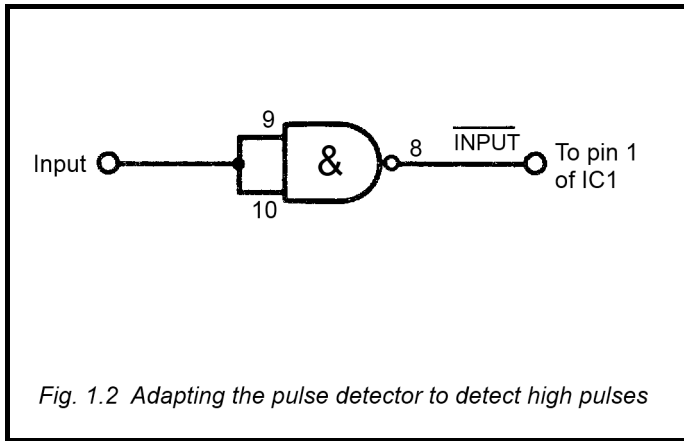 9
Input
&
8
INPUT
To pin 1
of IC1
10
Fig. 1.2 Adapting the pulse detector to detect high pulses